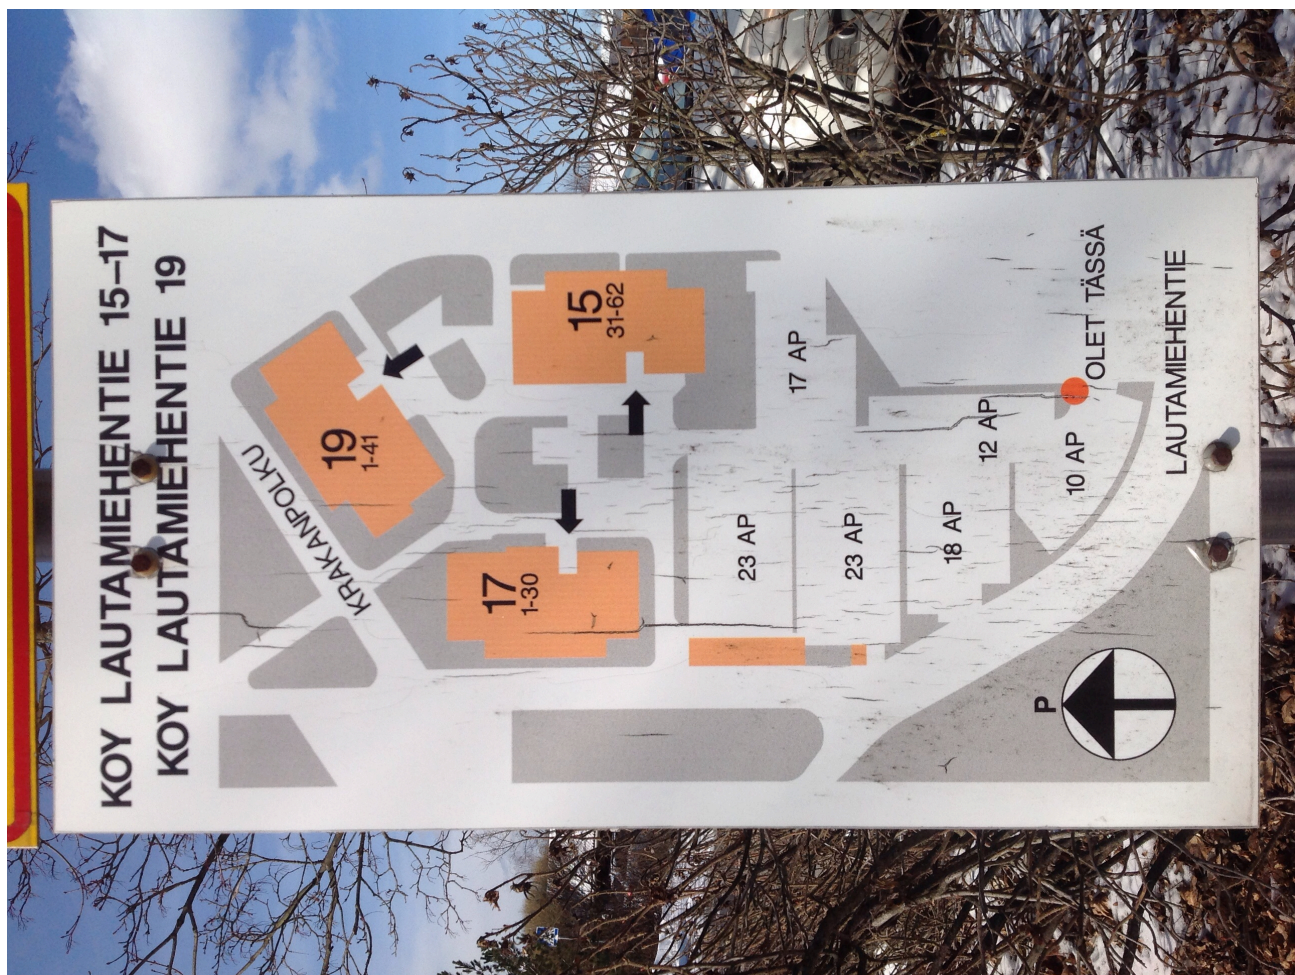 KOY LAUTAMIEHENTIE 15–17
KOY LAUTAMIEHENTIE 19
KRAKANPOLKU
19
1-41
17
1-30
15
31-62
17 AP
23 AP
23 AP
18 AP
12 AP
10 AP
P
OLET TÄSSÄ
LAUTAMIEHENTIE